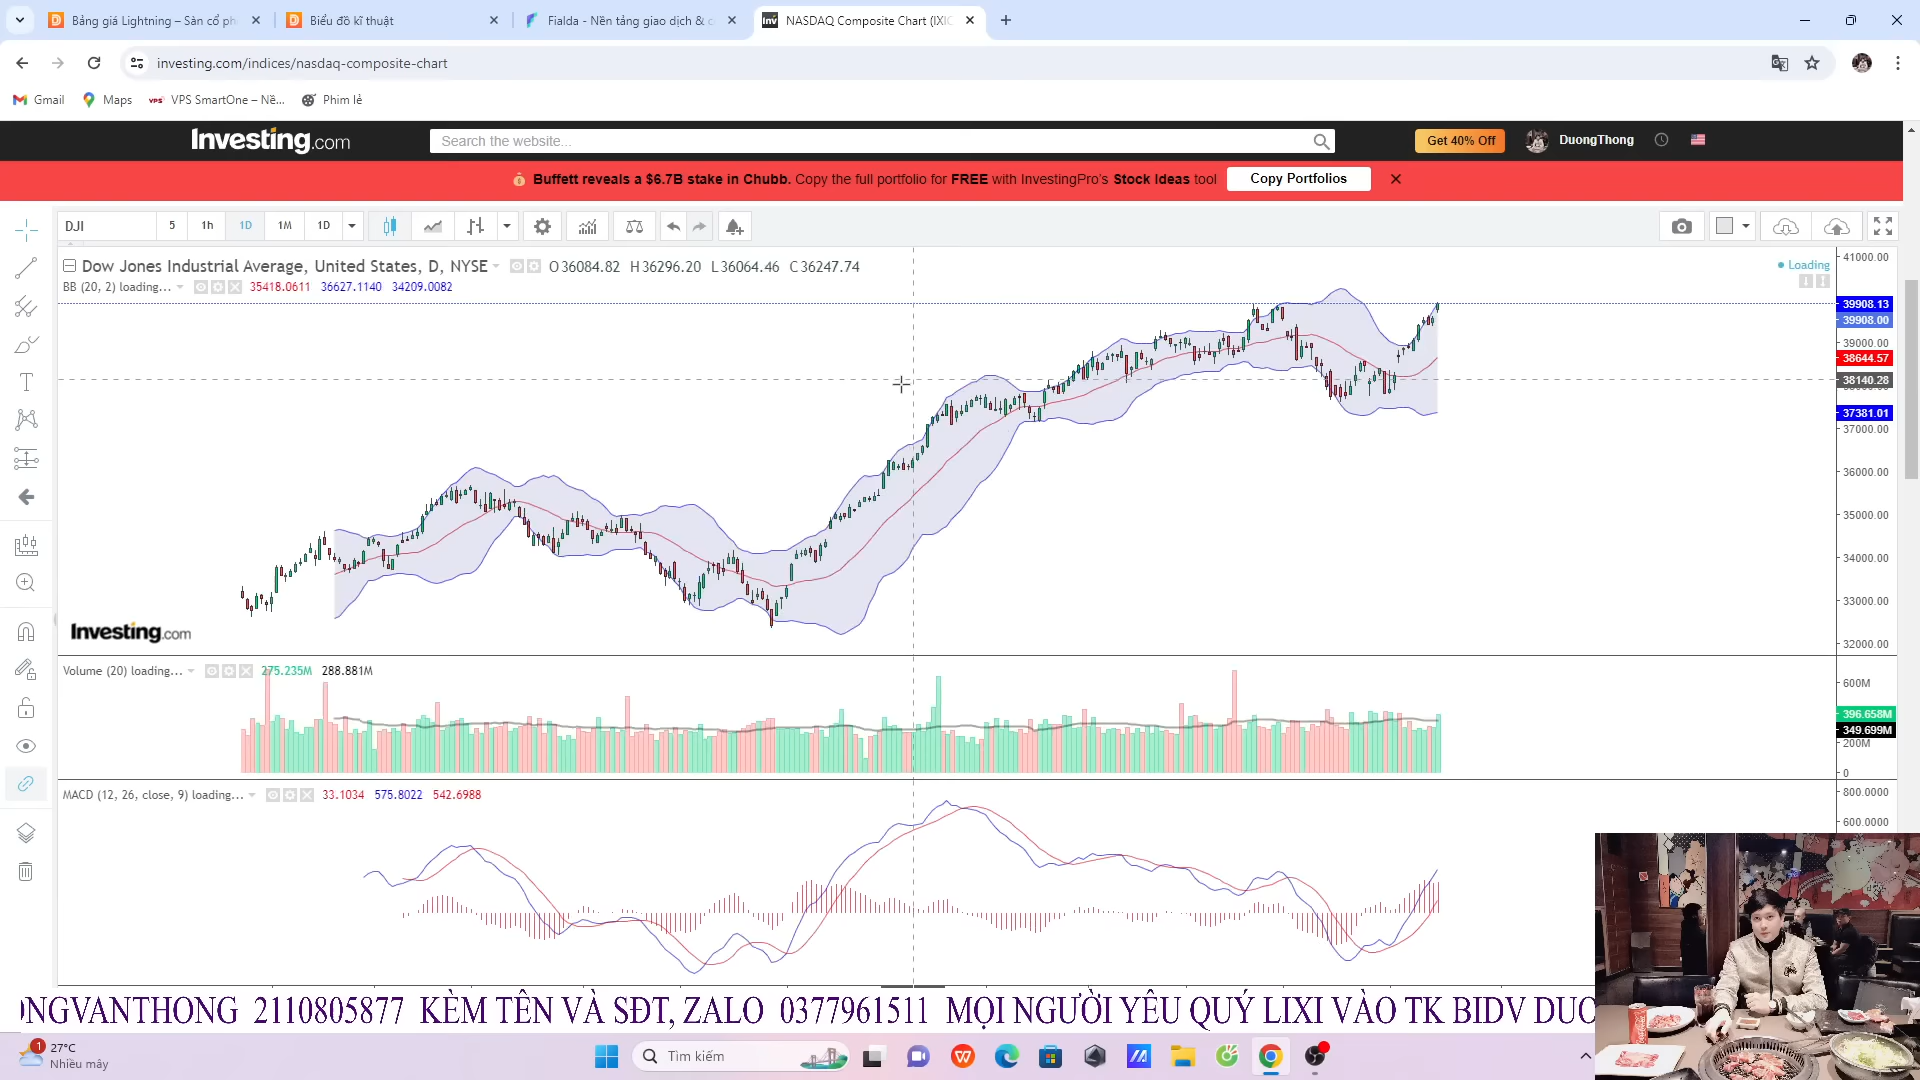 Bảng giá Lightning – Sàn cổ ph
Biểu đồ kĩ thuật
Fialda - Nền tảng giao dịch & c
NASDAQ Composite Chart (IXIC
investing.com/indices/nasdaq-composite-chart
Gmail
Maps
VPS SmartOne – Nề...
Phim lẻ
Investing.com
Search the website...
Get 40% Off
DuongThong
Buffett reveals a $6.7B stake in Chubb. Copy the full portfolio for FREE with InvestingPro's Stock Ideas tool
Copy Portfolios
DJI
5
1h
1D
1M
1D
Dow Jones Industrial Average, United States, D, NYSE
O36084.82 H36296.20 L36064.46 C36247.74
Loading
BB (20, 2) loading...
35418.0611 36627.1140 34209.0082
41000.00
39908.13
39908.00
39000.00
38644.57
38140.28
37381.01
37000.00
36000.00
35000.00
34000.00
33000.00
32000.00
Investing.com
Volume (20) loading...
275.235M 288.881M
600M
396.658M
349.699M
200M
0
MACD (12, 26, close, 9) loading...
33.1034 575.8022 542.6988
800.0000
600.0000
NGVANTHONG 2110805877 KÈM TÊN VÀ SĐT, ZALO 0377961511 MỌI NGƯỜI YÊU QUÝ LIXI VÀO TK BIDV DUO
1
27°C
Nhiều mây
Tìm kiếm